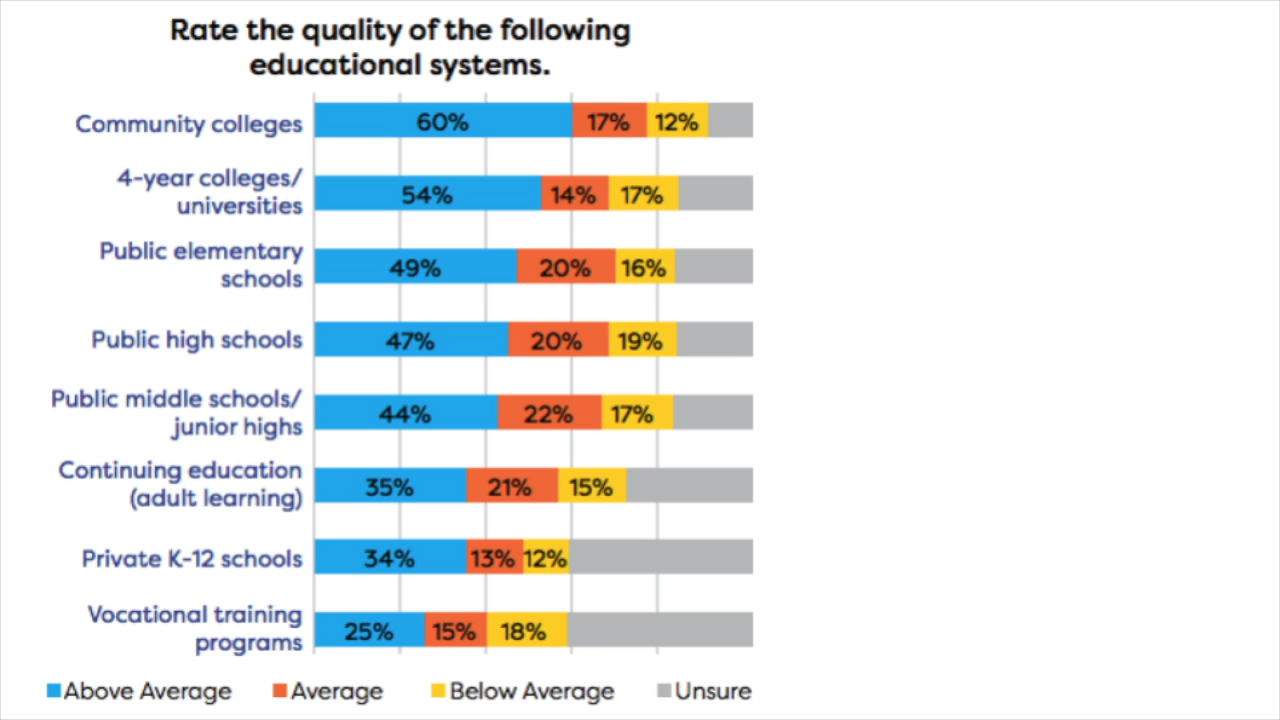 Rate the quality of the following
educational systems.
Community colleges
60% 17% 12%
4-year colleges/
universities
54% 14% 17%
Public elementary
schools
49% 20% 16%
Public high schools
47% 20% 19%
Public middle schools/
junior highs
44% 22% 17%
Continuing education
(adult learning)
35% 21% 15%
Private K-12 schools
34% 13% 12%
Vocational training
programs
25% 15% 18%
Above Average Average Below Average Unsure